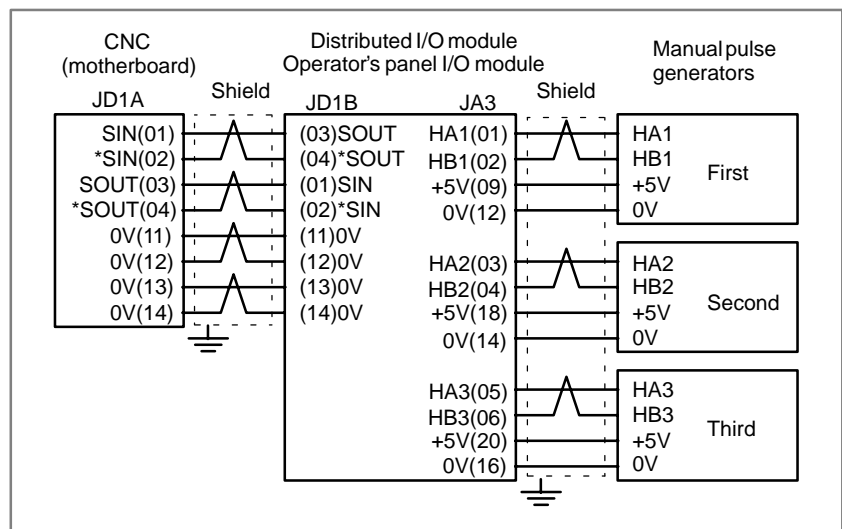 CNC
(motherboard)
Distributed I/O module
Operator's panel I/O module
Manual pulse
generators
JD1A
Shield
JD1B
JA3
Shield
SIN(01)
*SIN(02)
SOUT(03)
*SOUT(04)
0V(11)
0V(12)
0V(13)
0V(14)
(03)SOUT
(04)*SOUT
(01)SIN
(02)*SIN
(11)0V
(12)0V
(13)0V
(14)0V
HA1(01)
HB1(02)
+5V(09)
0V(12)
HA2(03)
HB2(04)
+5V(18)
0V(14)
HA3(05)
HB3(06)
+5V(20)
0V(16)
HA1
HB1
+5V
0V
First
HA2
HB2
+5V
0V
Second
HA3
HB3
+5V
0V
Third